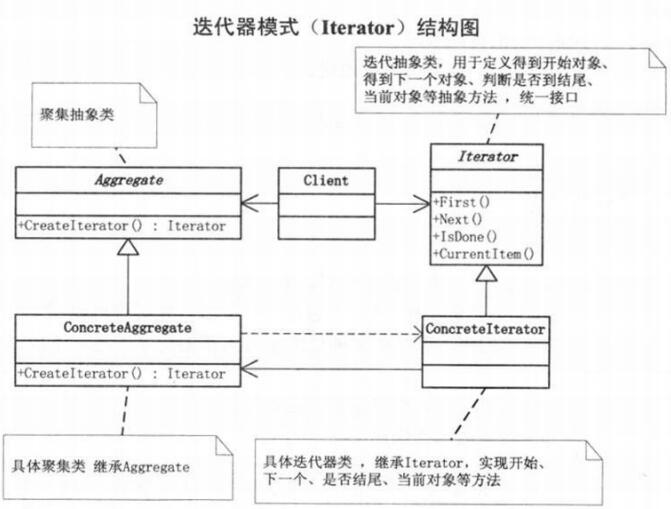 迭代器模式（Iterator）结构图
迭代抽象类，用于定义得到开始对象、
得到下一个对象、判断是否到结尾、
当前对象等抽象方法 ，统一接口
聚集抽象类
Aggregate
+CreateIterator() : Iterator
Client
Iterator
+First()
+Next()
+IsDone()
+CurrentItem()
ConcreteAggregate
+CreateIterator() : Iterator
ConcreteIterator
具体聚集类 继承Aggregate
具体迭代器类 ，继承Iterator，实现开始、
下一个、是否结尾、当前对象等方法